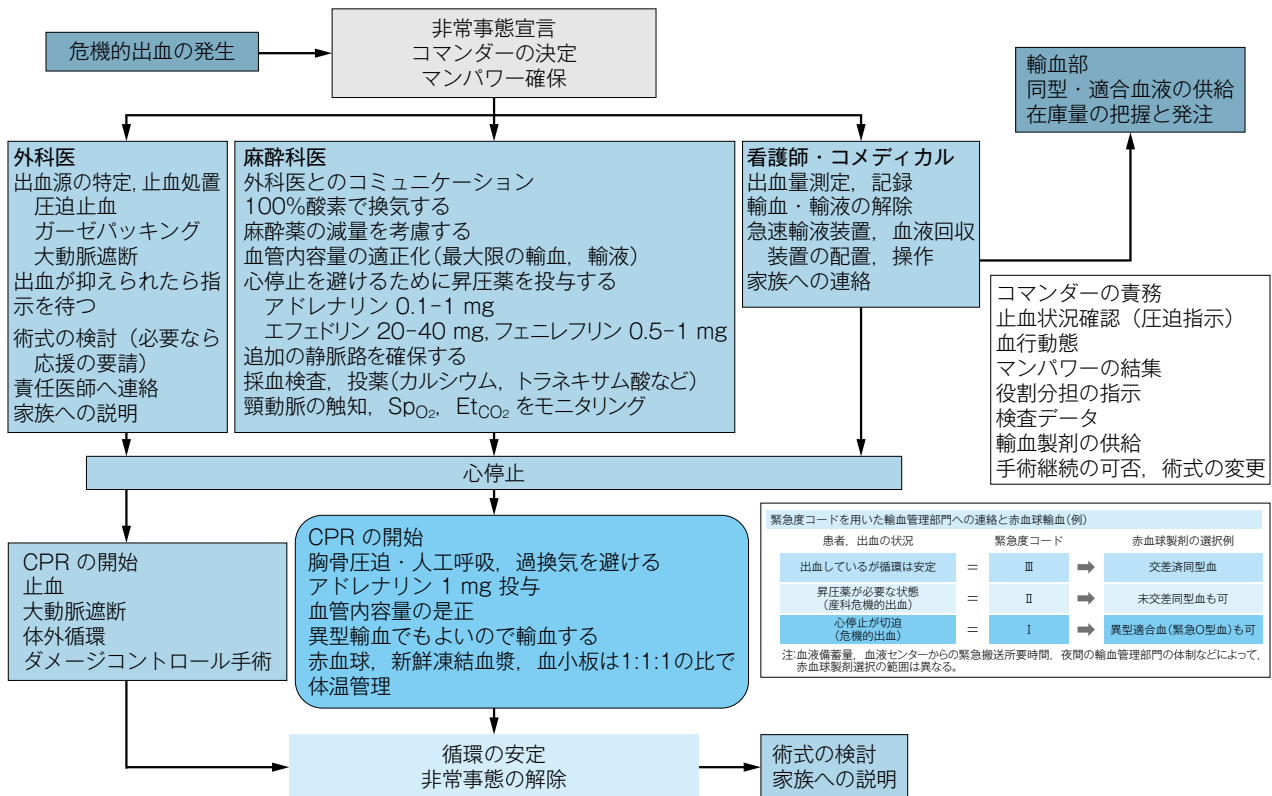 危機的出血の発生
非常事態宣言
コマンダーの決定
マンパワー確保
輸血部
同型・適合血液の供給
在庫量の把握と発注
外科医
出血源の特定，止血処置
圧迫止血
ガーゼパッキング
大動脈遮断
出血が抑えられたら指
示を待つ
術式の検討（必要なら
応援の要請）
責任医師へ連絡
家族への説明
麻酔科医
外科医とのコミュニケーション
100%酸素で換気する
麻酔薬の減量を考慮する
血管内容量の適正化（最大限の輸血，輸液）
心停止を避けるために昇圧薬を投与する
アドレナリン 0.1-1 mg
エフェドリン 20-40 mg, フェニレフリン 0.5-1 mg
追加の静脈路を確保する
採血検査，投薬（カルシウム，トラネキサム酸など）
頸動脈の触知，SpO₂，EtCO₂ をモニタリング
看護師・コメディカル
出血量測定，記録
輸血・輸液の解除
急速輸液装置，血液回収
装置の配置，操作
家族への連絡
コマンダーの責務
止血状況確認（圧迫指示）
血行動態
マンパワーの結集
役割分担の指示
検査データ
輸血製剤の供給
手術継続の可否，術式の変更
心停止
CPR の開始
止血
大動脈遮断
体外循環
ダメージコントロール手術
CPR の開始
胸骨圧迫・人工呼吸，過換気を避ける
アドレナリン 1 mg 投与
血管内容量の是正
異型輸血でもよいので輸血する
赤血球，新鮮凍結血漿，血小板は1:1:1の比で
体温管理
緊急度コードを用いた輸血管理部門への連絡と赤血球輸血（例）
患者，出血の状況 緊急度コード 赤血球製剤の選択例
出血しているが循環は安定 ＝ Ⅲ ➡ 交差済同型血
昇圧薬が必要な状態
（産科危機的出血） ＝ Ⅱ ➡ 未交差同型血も可
心停止が切迫
（危機的出血） ＝ Ⅰ ➡ 異型適合血（緊急O型血）も可
注:血液備蓄量，血液センターからの緊急搬送所要時間，夜間の輸血管理部門の体制などによって，
赤血球製剤選択の範囲は異なる。
循環の安定
非常事態の解除
術式の検討
家族への説明